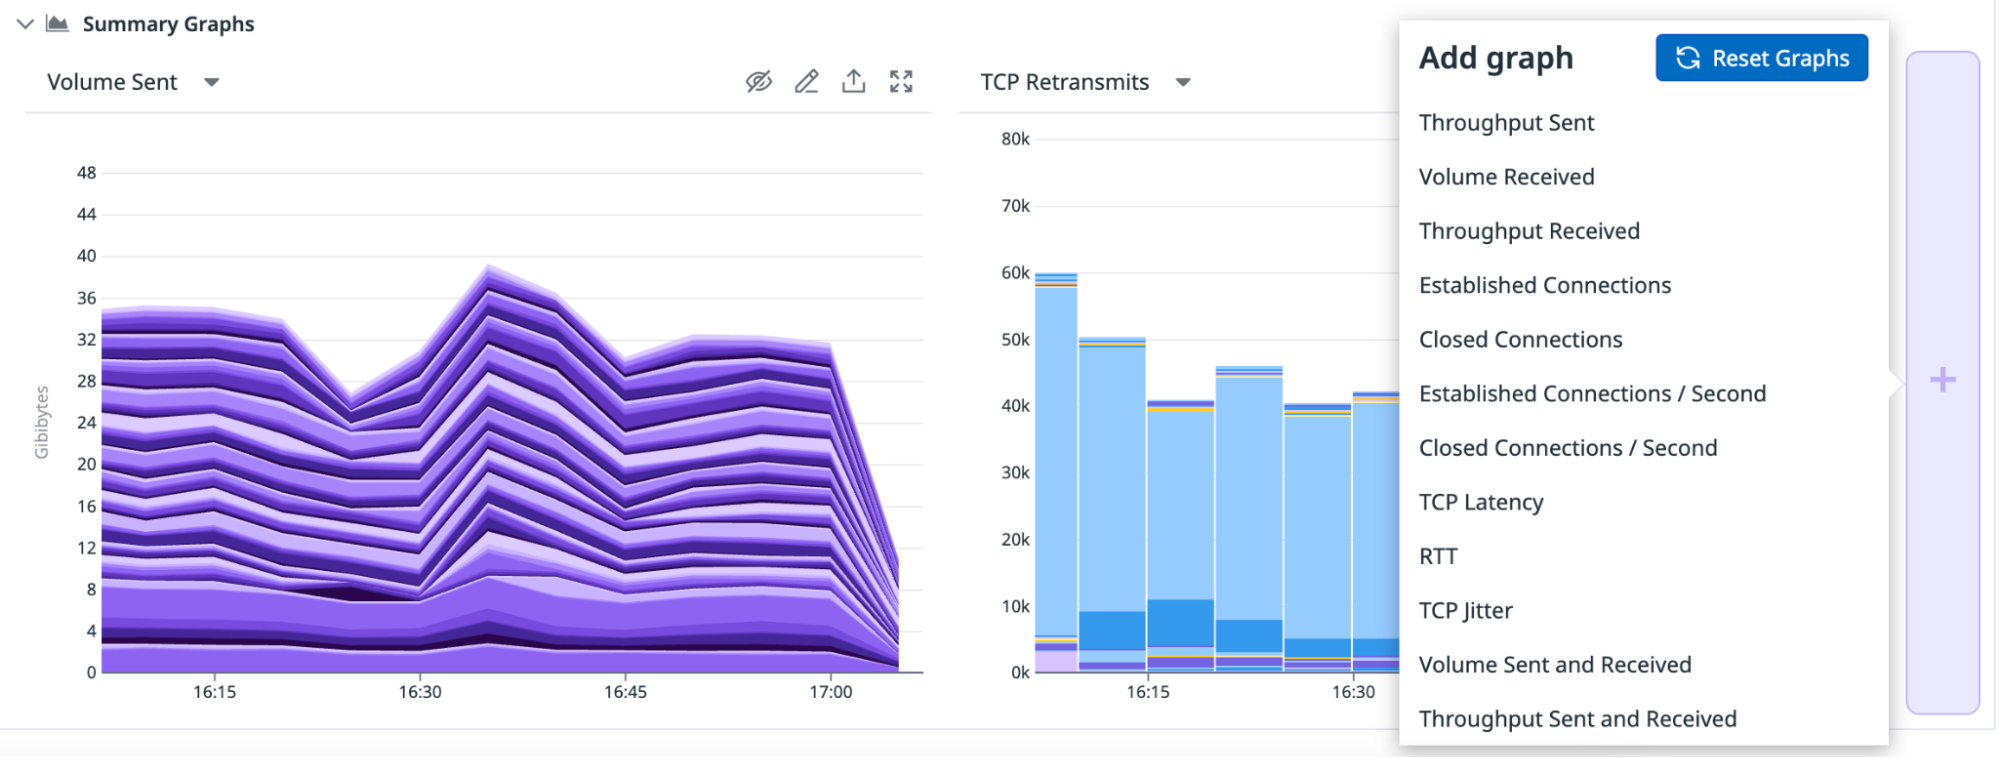 Summary Graphs
Volume Sent
48
44
40
36
32
28
24
20
16
12
8
4
0
Gibibytes
16:15
16:30
16:45
17:00
TCP Retransmits
80k
70k
60k
50k
40k
30k
20k
10k
0k
16:15
16:30
Add graph
Reset Graphs
Throughput Sent
Volume Received
Throughput Received
Established Connections
Closed Connections
Established Connections / Second
Closed Connections / Second
TCP Latency
RTT
TCP Jitter
Volume Sent and Received
Throughput Sent and Received
+